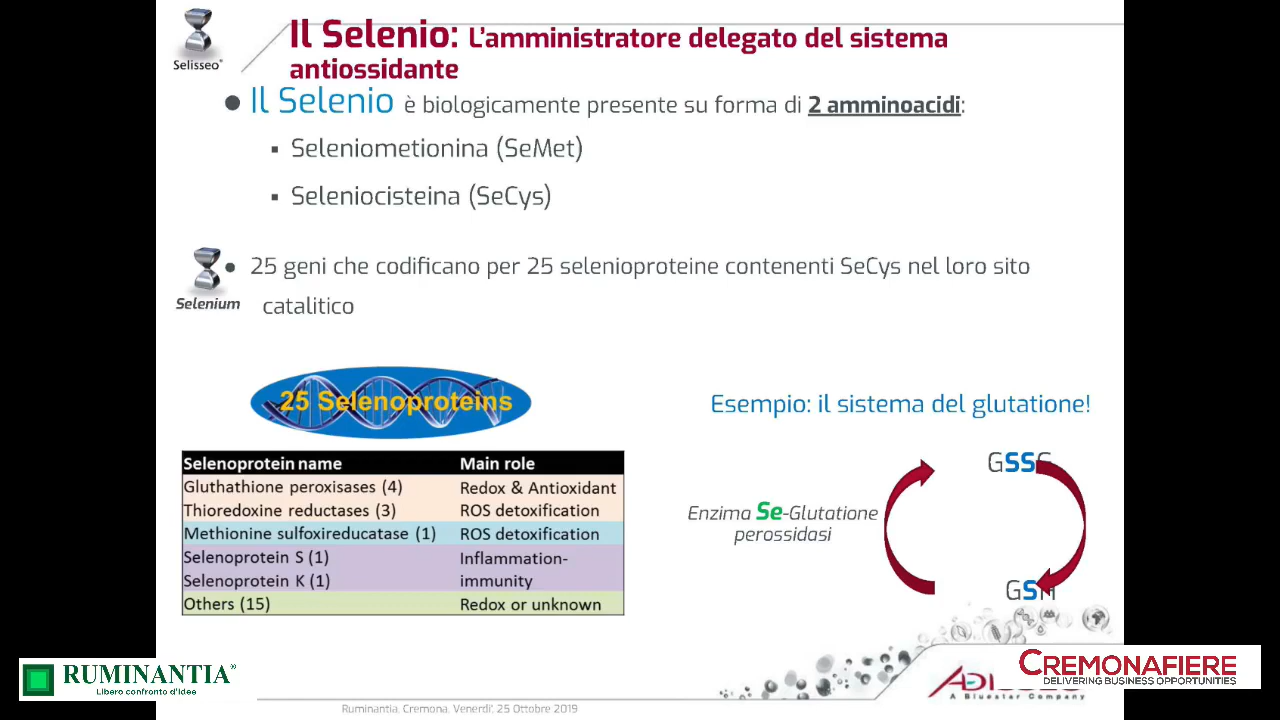 Selisseo®
Il Selenio: L'amministratore delegato del sistema
antiossidante
● Il Selenio è biologicamente presente su forma di 2 amminoacidi:
▪ Seleniometionina (SeMet)
▪ Seleniocisteina (SeCys)
Selenium
• 25 geni che codificano per 25 selenioproteine contenenti SeCys nel loro sito
catalitico
25 Selenoproteins
Selenoprotein name Main role
Gluthathione peroxisases (4) Redox & Antioxidant
Thioredoxine reductases (3) ROS detoxification
Methionine sulfoxireducatase (1) ROS detoxification
Selenoprotein S (1) Inflammation-
Selenoprotein K (1) immunity
Others (15) Redox or unknown
Esempio: il sistema del glutatione!
GSSG
Enzima Se-Glutatione
perossidasi
GSH
RUMINANTIA®
Libero confronto d'idee
Ruminantia, Cremona, Venerdi', 25 Ottobre 2019
CREMONAFIERE
DELIVERING BUSINESS OPPORTUNITIES
A Bluestar Company